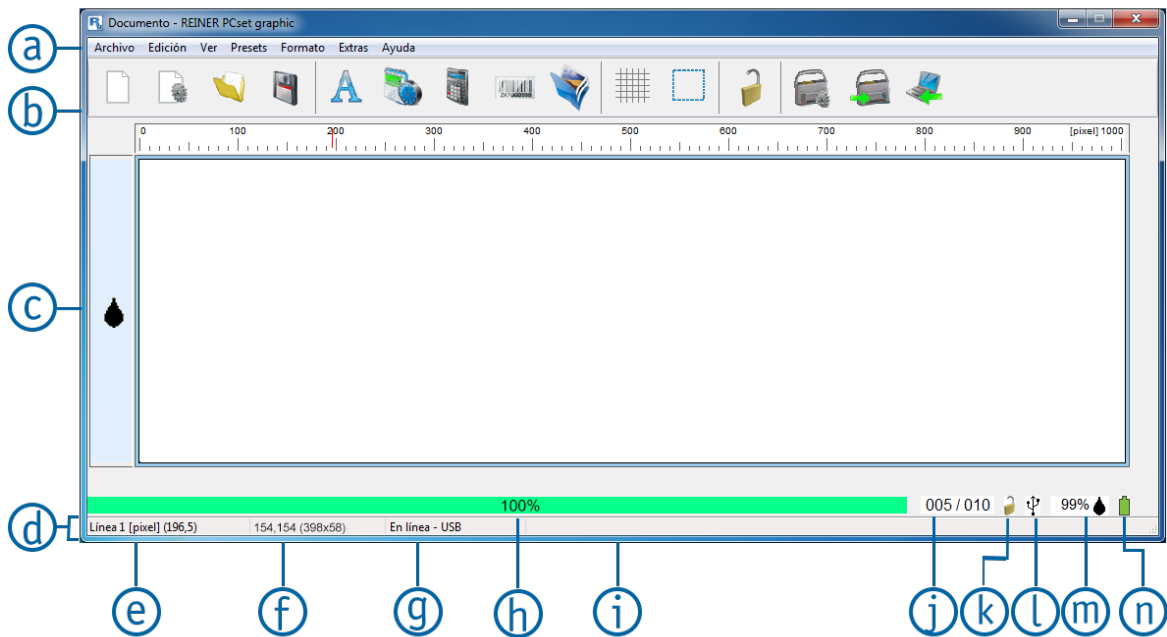 Documento - REINER PCset graphic
a
Archivo Edición Ver Presets Formato Extras Ayuda
b
0 100 200 300 400 500 600 700 800 900 [pixel] 1000
c
100% 005 / 010 99%
d
Línea 1 [pixel] (196,5) 154,154 (398x58) En línea - USB
e f g h i j k l m n